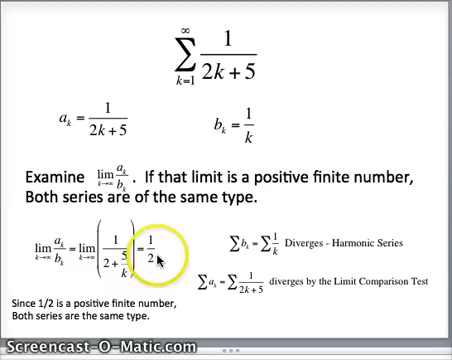 ∞
∑ 1/(2k+5)
k=1
a_k = 1/(2k+5) b_k = 1/k
Examine lim_{k→∞} a_k/b_k. If that limit is a positive finite number,
Both series are of the same type.
lim_{k→∞} a_k/b_k = lim_{k→∞} (1/(2+5/k)) = 1/2
∑ b_k = ∑ 1/k Diverges - Harmonic Series
∑ a_k = ∑ 1/(2k+5) diverges by the Limit Comparison Test
Since 1/2 is a positive finite number,
Both series are the same type.
Screencast-O-Matic.com